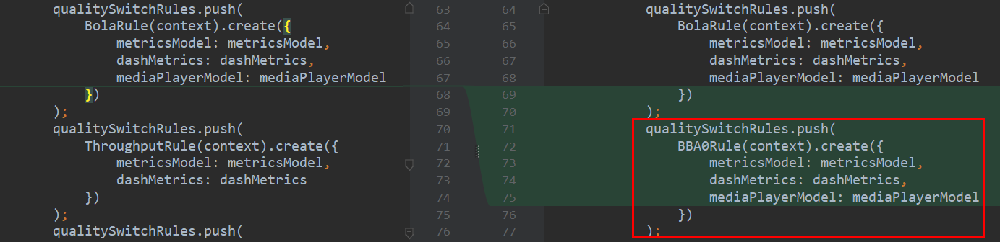 qualitySwitchRules.push(
    BolaRule(context).create({
        metricsModel: metricsModel,
        dashMetrics: dashMetrics,
        mediaPlayerModel: mediaPlayerModel
    })
);
qualitySwitchRules.push(
    ThroughputRule(context).create({
        metricsModel: metricsModel,
        dashMetrics: dashMetrics
    })
);
qualitySwitchRules.push(
63 64
64 65
65 66
66 67
67 68
68 69
69 70
70 71
71 72
72 73
73 74
74 75
75 76
76 77
qualitySwitchRules.push(
    BolaRule(context).create({
        metricsModel: metricsModel,
        dashMetrics: dashMetrics,
        mediaPlayerModel: mediaPlayerModel
    })
);
qualitySwitchRules.push(
    BBA0Rule(context).create({
        metricsModel: metricsModel,
        dashMetrics: dashMetrics,
        mediaPlayerModel: mediaPlayerModel
    })
);